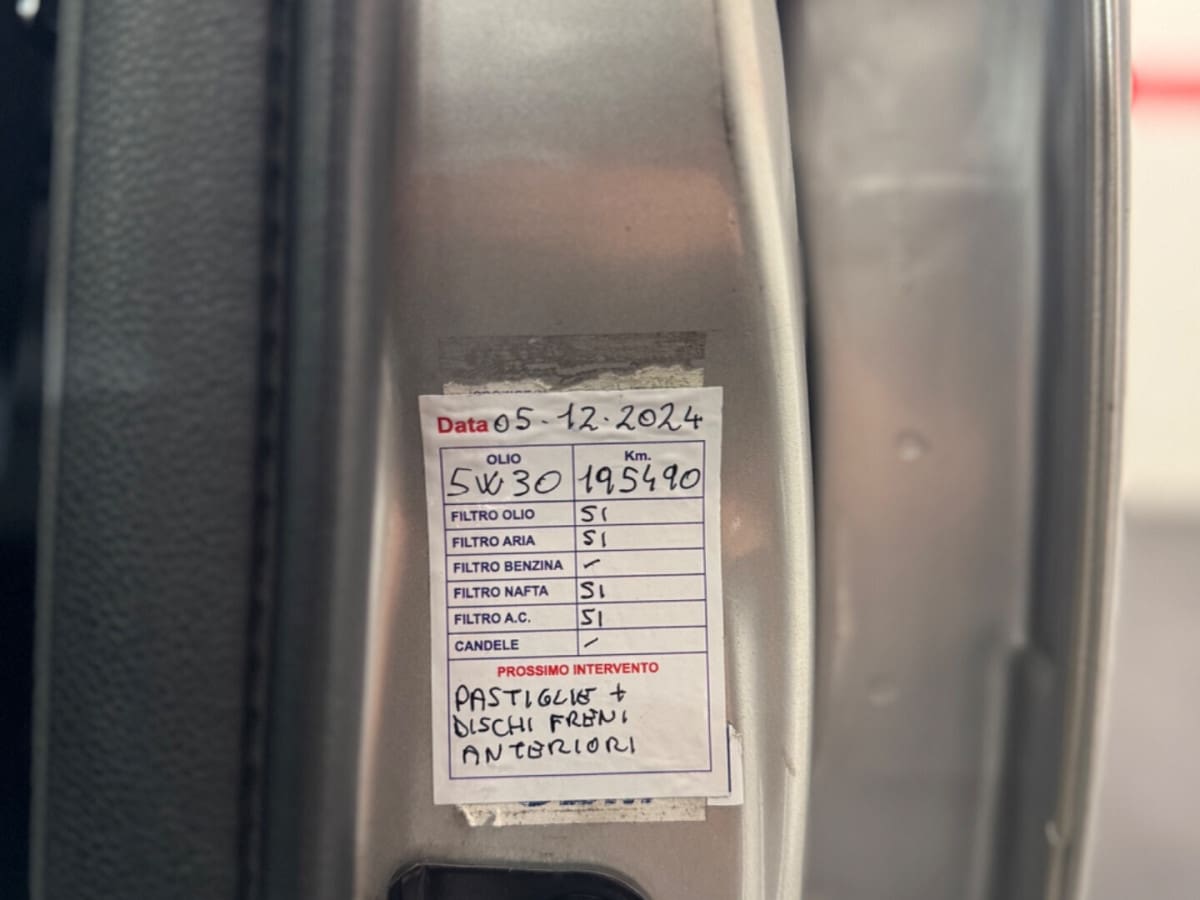 Data 05-12-2024
OLIO Km.
5W30 195490
FILTRO OLIO SI
FILTRO ARIA SI
FILTRO BENZINA -
FILTRO NAFTA SI
FILTRO A.C. SI
CANDELE -
PROSSIMO INTERVENTO
PASTIGLIE +
DISCHI FRENI
ANTERIORI